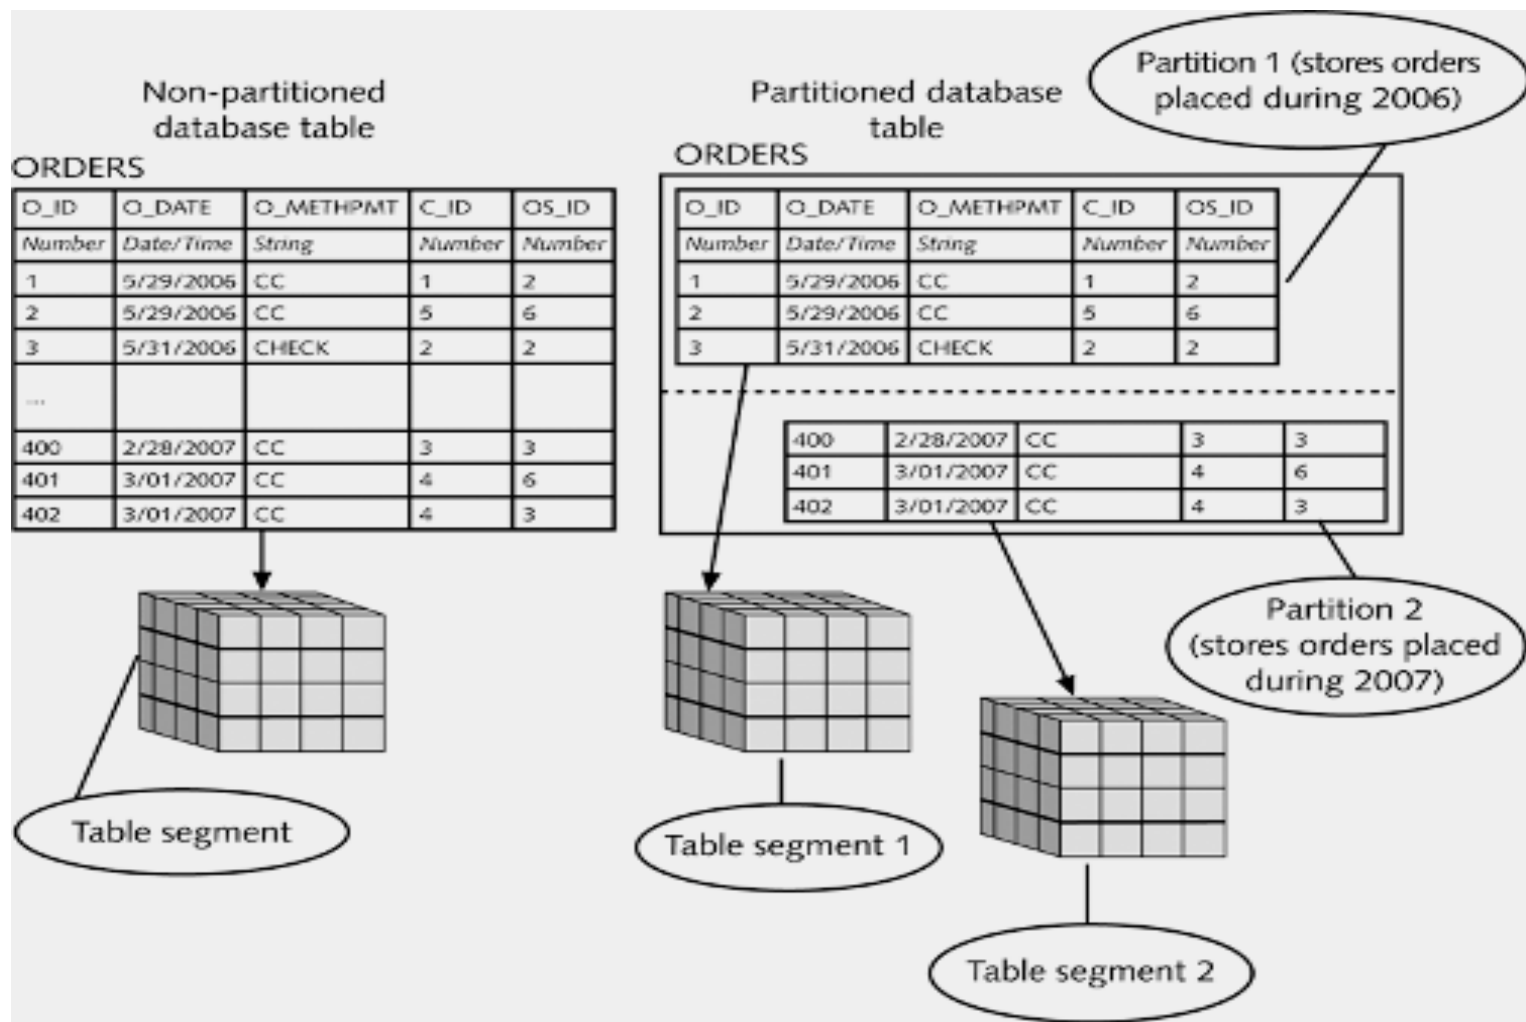 Non-partitioned
database table
ORDERS
O_ID O_DATE O_METHPMT C_ID OS_ID
Number Date/Time String Number Number
1 5/29/2006 CC 1 2
2 5/29/2006 CC 5 6
3 5/31/2006 CHECK 2 2
...
400 2/28/2007 CC 3 3
401 3/01/2007 CC 4 6
402 3/01/2007 CC 4 3
Table segment
Partitioned database
table
ORDERS
O_ID O_DATE O_METHPMT C_ID OS_ID
Number Date/Time String Number Number
1 5/29/2006 CC 1 2
2 5/29/2006 CC 5 6
3 5/31/2006 CHECK 2 2
400 2/28/2007 CC 3 3
401 3/01/2007 CC 4 6
402 3/01/2007 CC 4 3
Partition 1 (stores orders
placed during 2006)
Partition 2
(stores orders placed
during 2007)
Table segment 1
Table segment 2